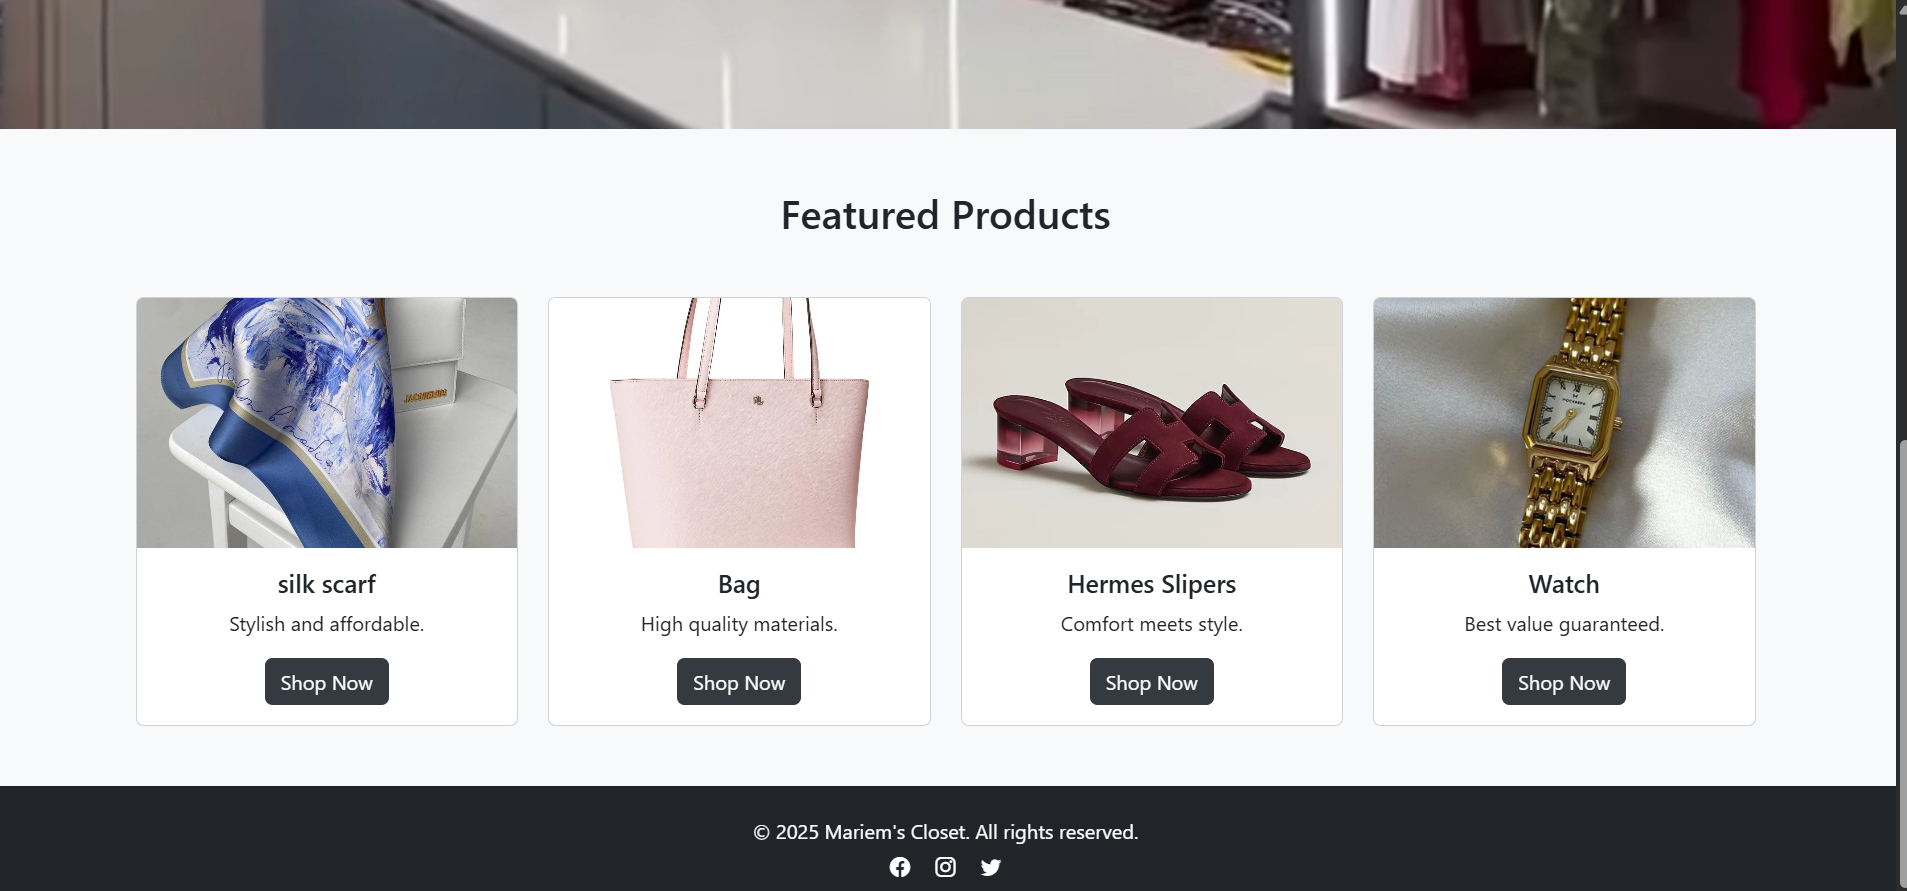 Featured Products
JACQUEMUS
silk scarf
Stylish and affordable.
Shop Now
Bag
High quality materials.
Shop Now
Hermes Slipers
Comfort meets style.
Shop Now
Watch
Best value guaranteed.
Shop Now
© 2025 Mariem's Closet. All rights reserved.